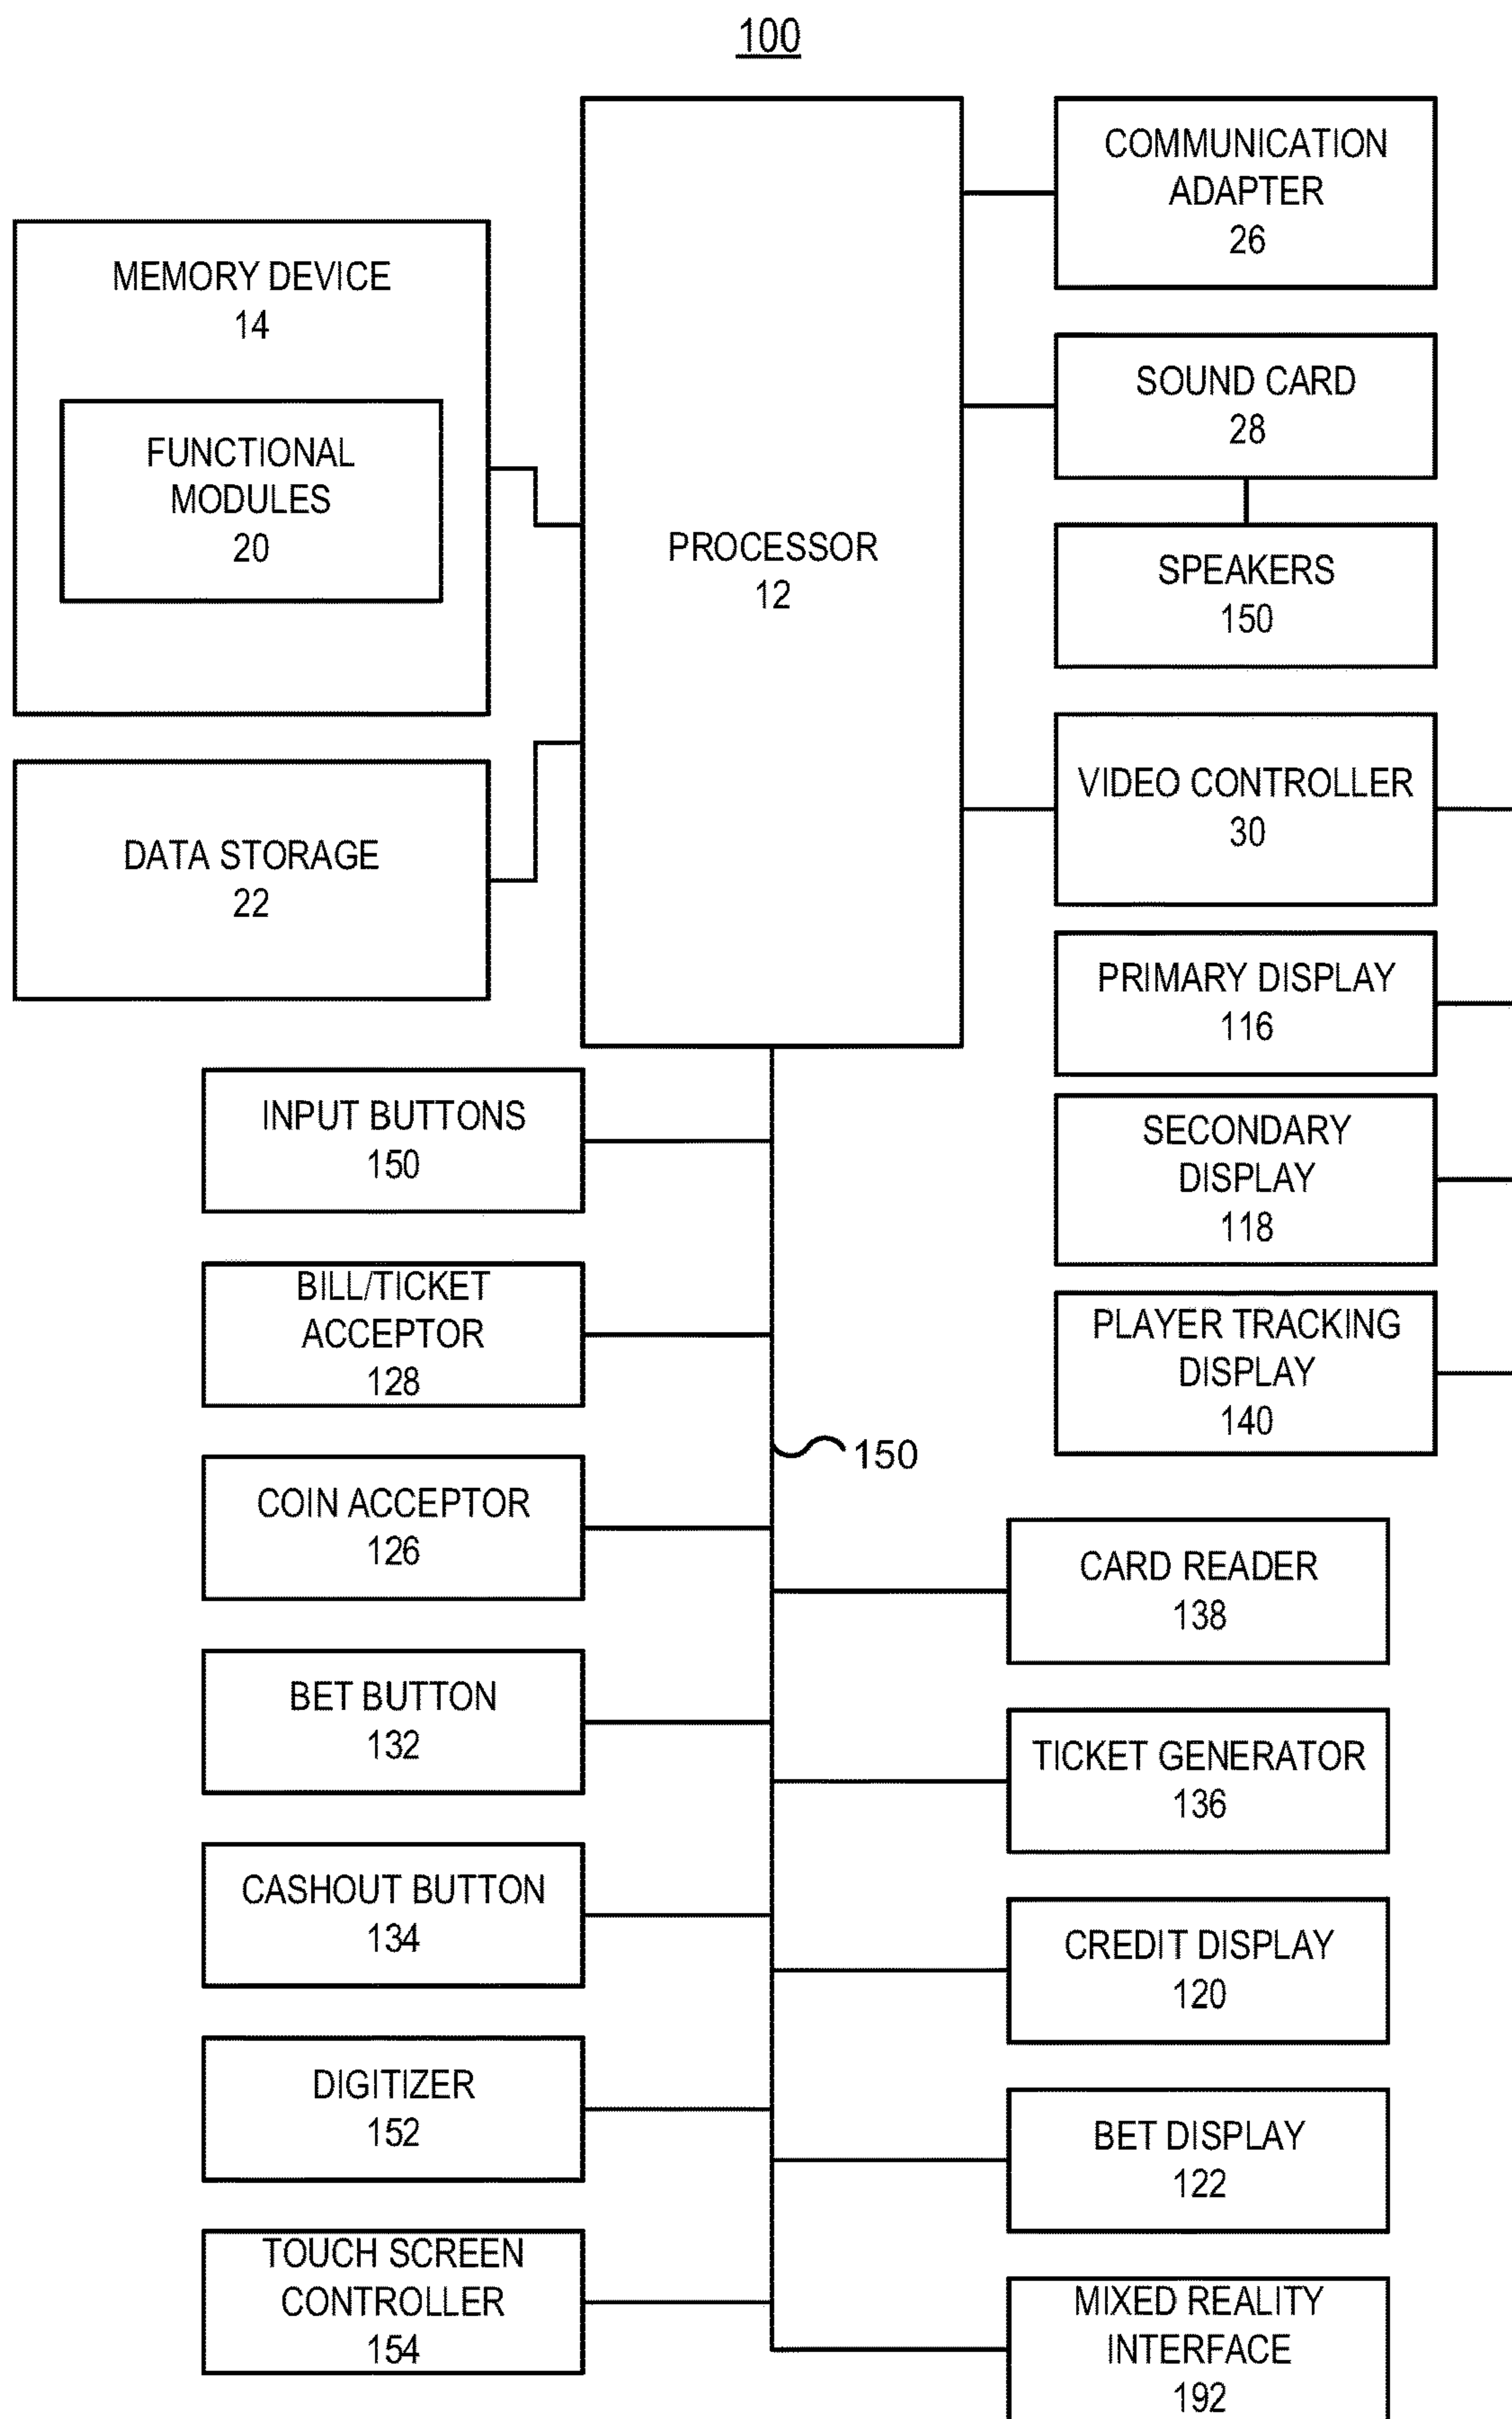 100
PROCESSOR
12
COMMUNICATION
ADAPTER
26
MEMORY DEVICE
14
FUNCTIONAL
MODULES
20
SOUND CARD
28
SPEAKERS
150
VIDEO CONTROLLER
30
DATA STORAGE
22
PRIMARY DISPLAY
116
SECONDARY
DISPLAY
118
PLAYER TRACKING
DISPLAY
140
INPUT BUTTONS
150
BILL/TICKET
ACCEPTOR
128
150
COIN ACCEPTOR
126
BET BUTTON
132
CASHOUT BUTTON
134
DIGITIZER
152
TOUCH SCREEN
CONTROLLER
154
CARD READER
138
TICKET GENERATOR
136
CREDIT DISPLAY
120
BET DISPLAY
122
MIXED REALITY
INTERFACE
192